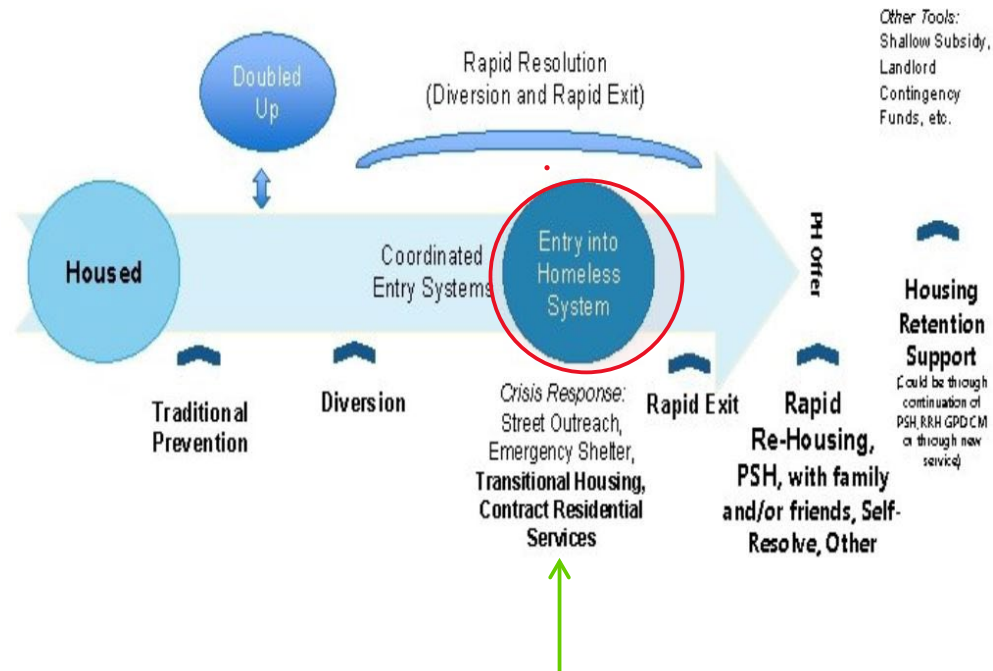 Other Tools:
Shallow Subsidy,
Landlord
Contingency
Funds, etc.
Doubled
Up
Rapid Resolution
(Diversion and Rapid Exit)
Housed
Coordinated
Entry Systems
Entry into
Homeless
System
PH Offer
Traditional
Prevention
Diversion
Crisis Response:
Street Outreach,
Emergency Shelter,
Transitional Housing,
Contract Residential
Services
Rapid Exit
Rapid
Re-Housing,
PSH, with family
and/or friends, Self-
Resolve, Other
Housing
Retention
Support
(Could be through
continuation of
PSH, RRH GPD CM
or through new
service)